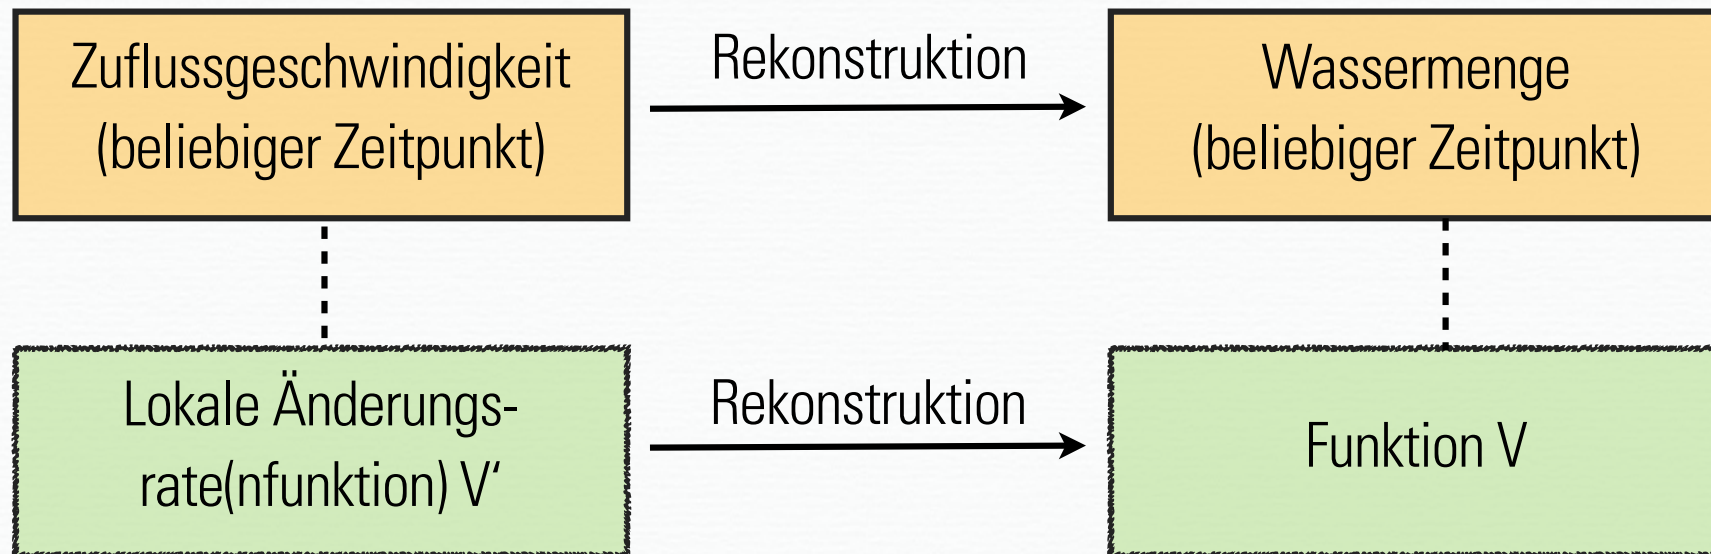 Zuflussgeschwindigkeit
(beliebiger Zeitpunkt)
Rekonstruktion
Wassermenge
(beliebiger Zeitpunkt)
Lokale Änderungs-
rate(nfunktion) V‘
Rekonstruktion
Funktion V